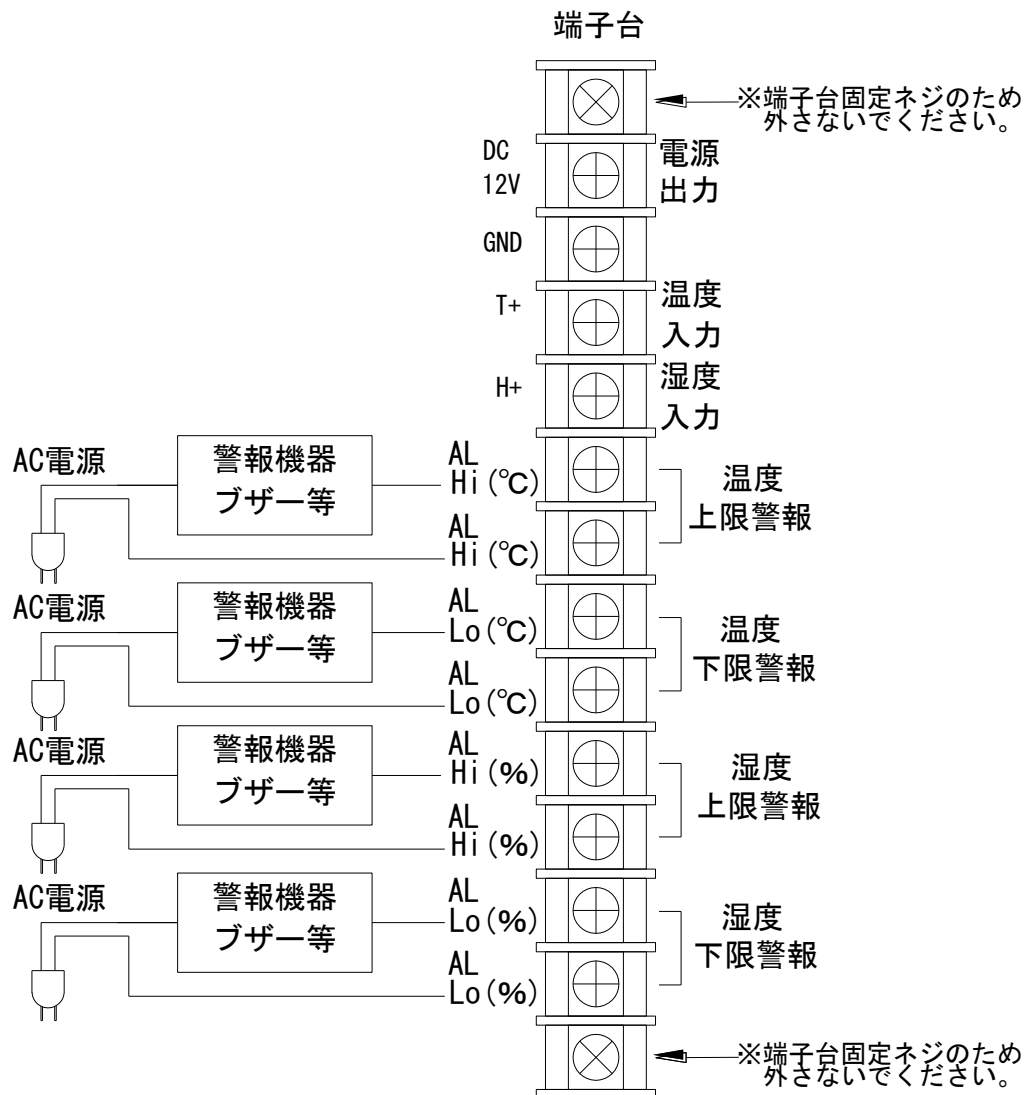 端子台
※端子台固定ネジのため
外さないでください。
DC
12V
電源
出力
GND
T+
温度
入力
H+
湿度
入力
AC電源
警報機器
ブザー等
AL
Hi(℃)
AL
Hi(℃)
温度
上限警報
AC電源
警報機器
ブザー等
AL
Lo(℃)
AL
Lo(℃)
温度
下限警報
AC電源
警報機器
ブザー等
AL
Hi(%)
AL
Hi(%)
湿度
上限警報
AC電源
警報機器
ブザー等
AL
Lo(%)
AL
Lo(%)
湿度
下限警報
※端子台固定ネジのため
外さないでください。